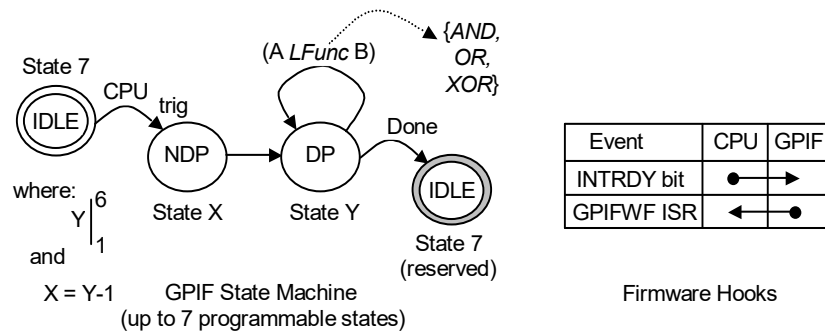 (A LFunc B)
{AND,
OR,
XOR}
State 7
CPU
trig
IDLE
NDP
DP
Done
IDLE
State X
State Y
State 7
(reserved)
where:
Y|
6
1
and
X = Y-1
GPIF State Machine
(up to 7 programmable states)
Event CPU GPIF
INTRDY bit
GPIFWF ISR
Firmware Hooks